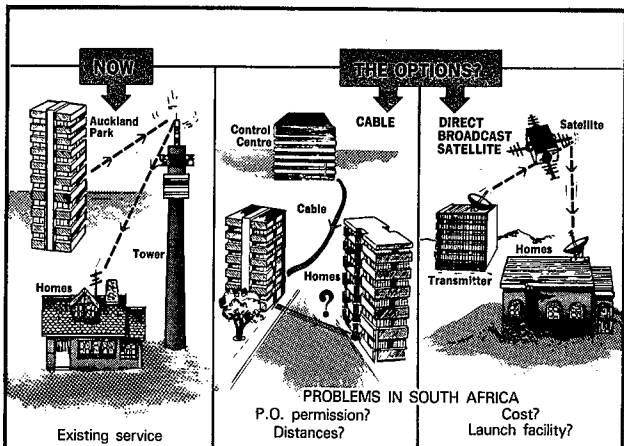 NOW
Auckland
Park
Tower
Homes
Existing service
THE OPTIONS?
CABLE
Control
Centre
Cable
Homes
?
DIRECT
BROADCAST
SATELLITE
Satellite
Homes
Transmitter
PROBLEMS IN SOUTH AFRICA
P.O. permission?
Distances?
Cost?
Launch facility?